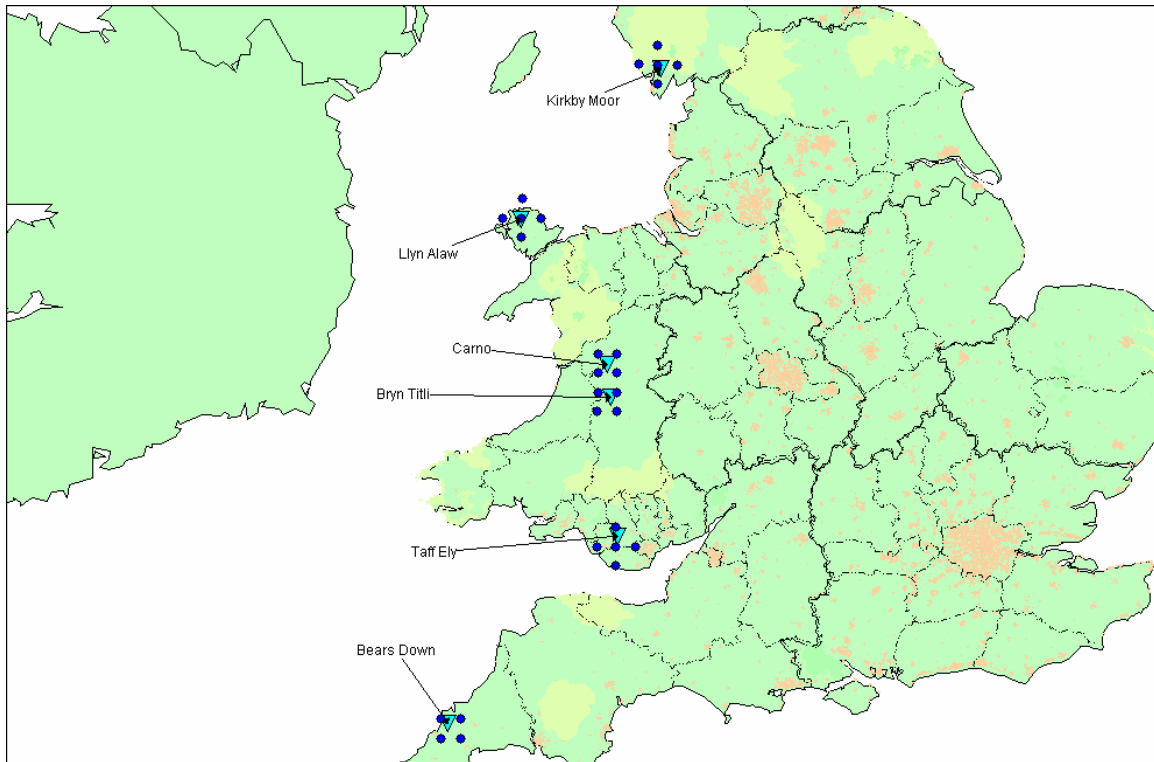 Kirkby Moor
Llyn Alaw
Carno
Bryn Titli
Taff Ely
Bears Down